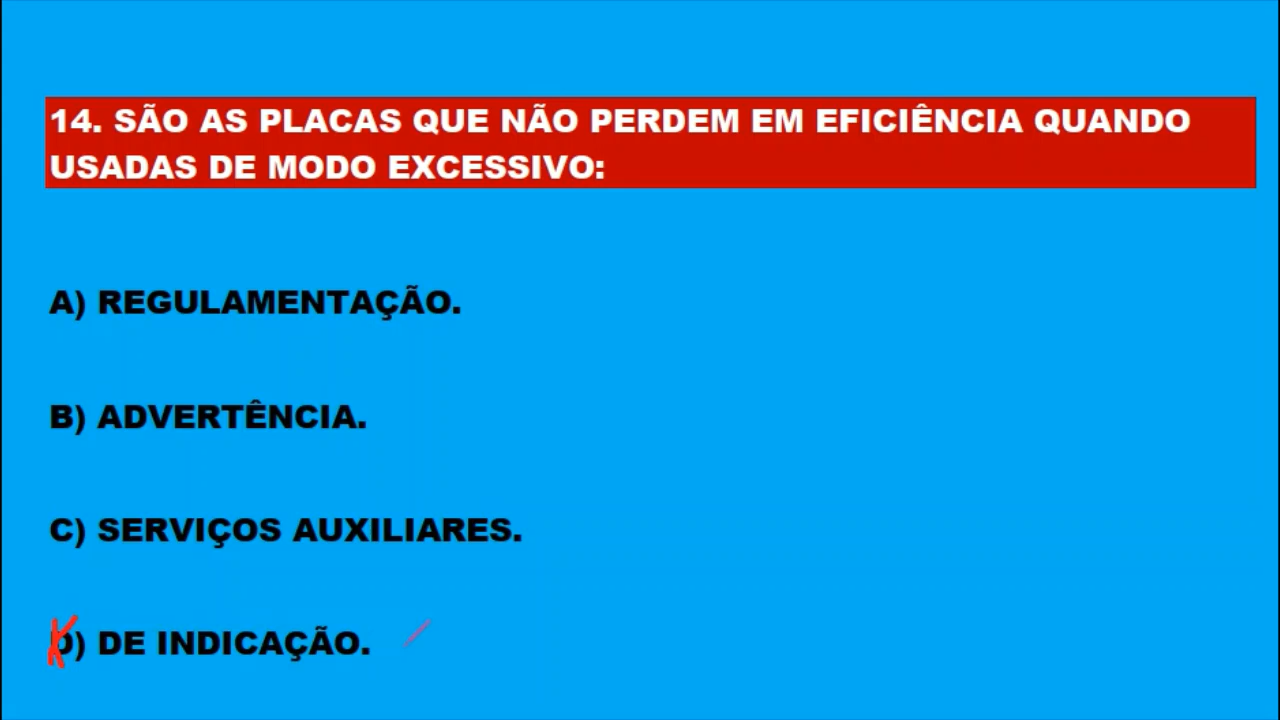 14. SÃO AS PLACAS QUE NÃO PERDEM EM EFICIÊNCIA QUANDO
USADAS DE MODO EXCESSIVO:
A) REGULAMENTAÇÃO.
B) ADVERTÊNCIA.
C) SERVIÇOS AUXILIARES.
D) DE INDICAÇÃO.